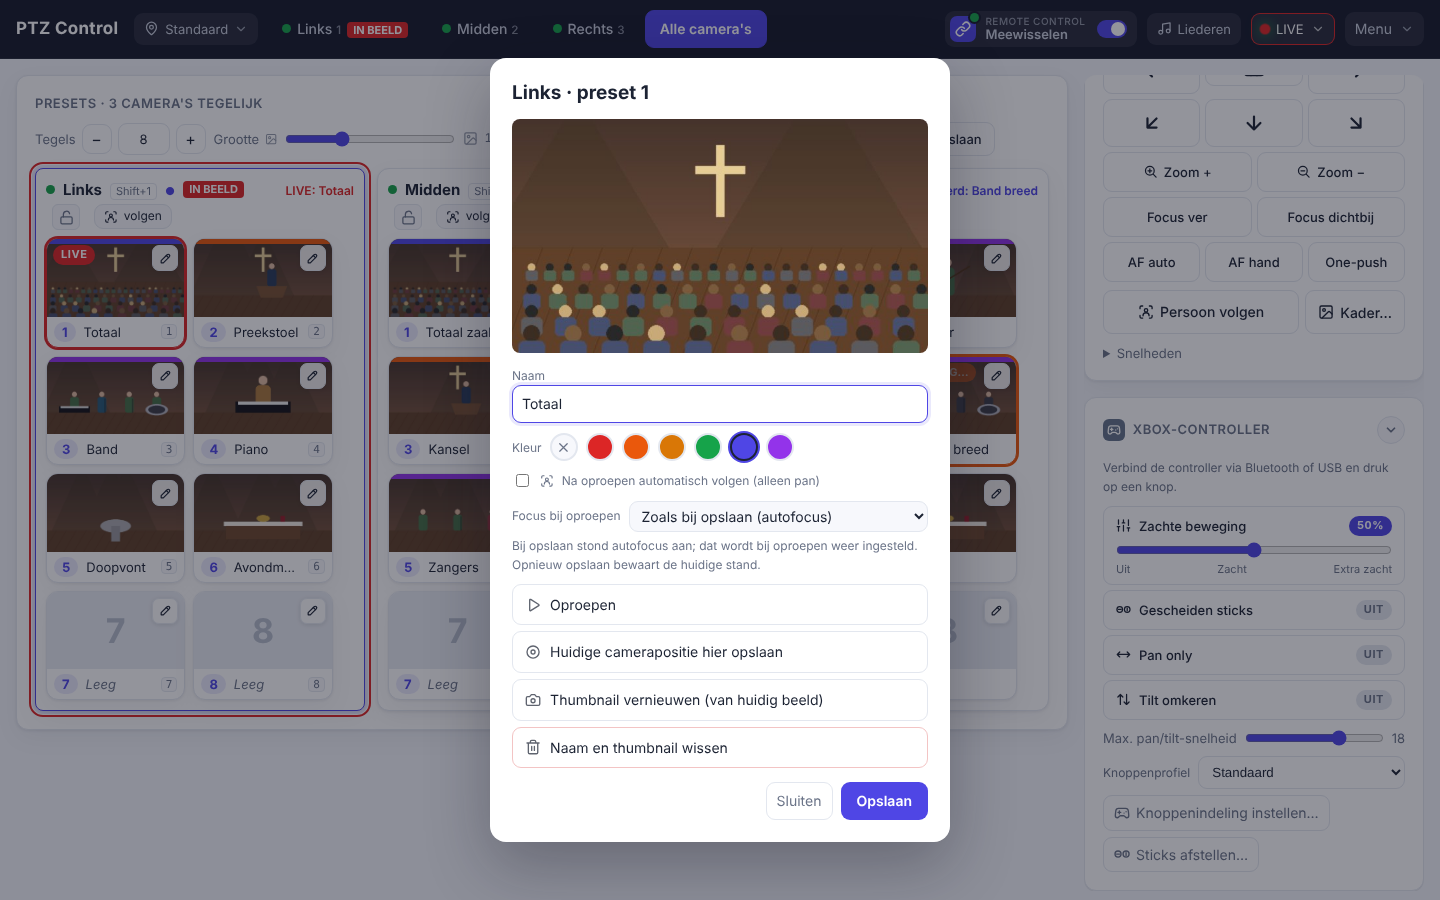 PTZ Control
Standaard
Links 1 IN BEELD
Midden 2
Rechts 3
Alle camera's
REMOTE CONTROL
Meewisselen
Liederen
LIVE
Menu
PRESETS · 3 CAMERA'S TEGELIJK
Tegels − 8 + Grootte
Links Shift+1 IN BEELD LIVE: Totaal
volgen
LIVE
1 Totaal 1
2 Preekstoel 2
3 Band 3
4 Piano 4
5 Doopvont 5
6 Avondm... 6
7
7 Leeg 7
8
8 Leeg 8
Midden
1 Totaal zaal
3 Kansel
5 Zangers
7
7 Leeg
Band breed
breed
Links · preset 1
Naam
Totaal
Kleur
Na oproepen automatisch volgen (alleen pan)
Focus bij oproepen Zoals bij opslaan (autofocus)
Bij opslaan stond autofocus aan; dat wordt bij oproepen weer ingesteld.
Opnieuw opslaan bewaart de huidige stand.
Oproepen
Huidige camerapositie hier opslaan
Thumbnail vernieuwen (van huidig beeld)
Naam en thumbnail wissen
Sluiten Opslaan
Zoom + Zoom −
Focus ver Focus dichtbij
AF auto AF hand One-push
Persoon volgen Kader...
Snelheden
XBOX-CONTROLLER
Verbind de controller via Bluetooth of USB en druk
op een knop.
Zachte beweging 50%
Uit Zacht Extra zacht
Gescheiden sticks UIT
Pan only UIT
Tilt omkeren UIT
Max. pan/tilt-snelheid 18
Knoppenprofiel Standaard
Knoppenindeling instellen...
Sticks afstellen...